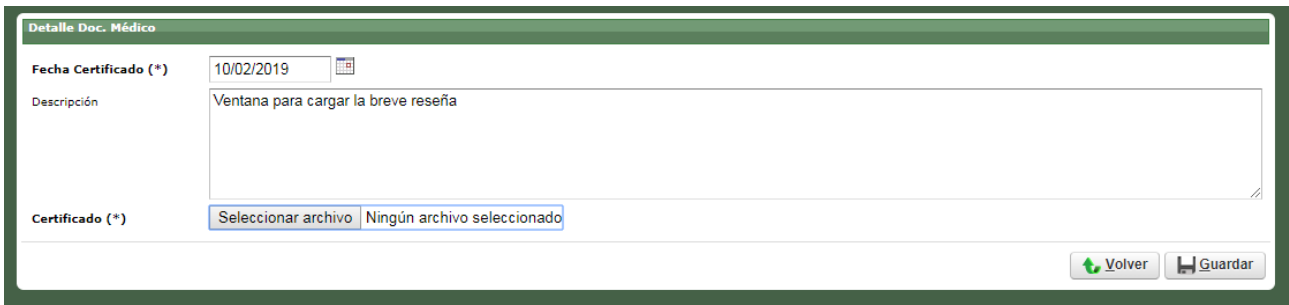 Detalle Doc. Médico
Fecha Certificado (*) 10/02/2019
Descripción Ventana para cargar la breve reseña
Certificado (*) Seleccionar archivo Ningún archivo seleccionado
Volver Guardar